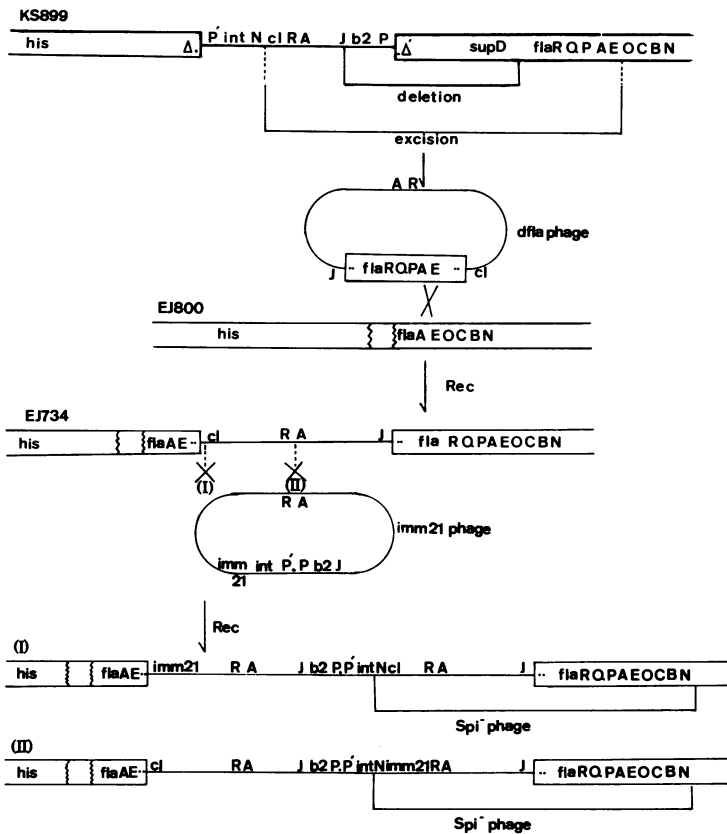 KS899
his Δ. P' int N cI R A J b2 P .Δ' supD flaR Q P A E O C B N
deletion
excision
A R
dfla phage
J ·· flaRQPAE ·· cI
EJ800
his flaA EOCBN
Rec
EJ734
his flaAE ·· cI R A J ·· fla RQPAEOCBN
(I) (II)
R A
imm21 phage
imm int P'. P b2 J
21
Rec
(I)
his flaAE ·· imm21 R A J b2 P.P' int N cI R A J ·· flaRQPAEOCBN
Spi⁻ phage
(II)
his flaAE ·· cI R A J b2 P.P' int N imm21 R A J ·· flaRQPAEOCBN
Spi⁻ phage